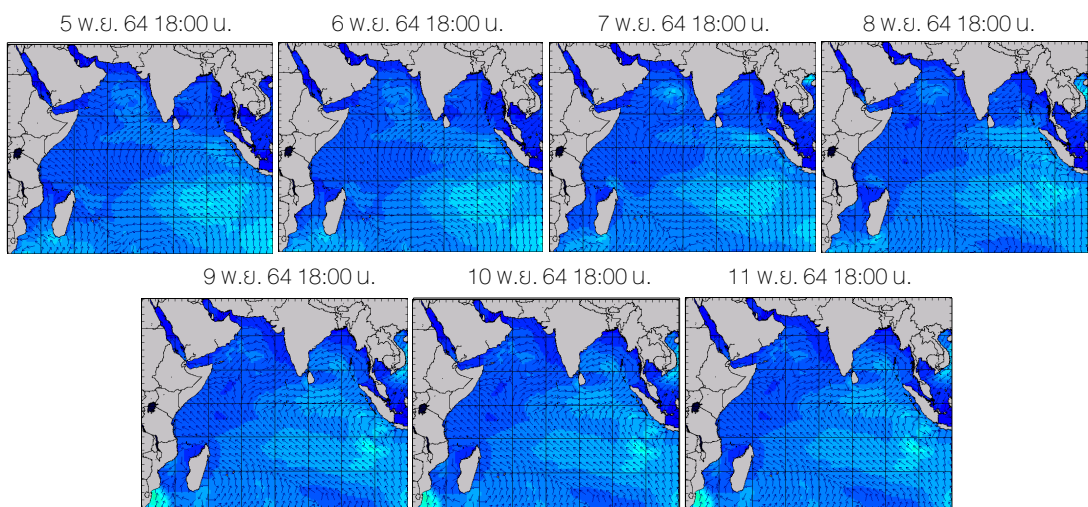 5 พ.ย. 64 18:00 น.
6 พ.ย. 64 18:00 น.
7 พ.ย. 64 18:00 น.
8 พ.ย. 64 18:00 น.
9 พ.ย. 64 18:00 น.
10 พ.ย. 64 18:00 น.
11 พ.ย. 64 18:00 น.